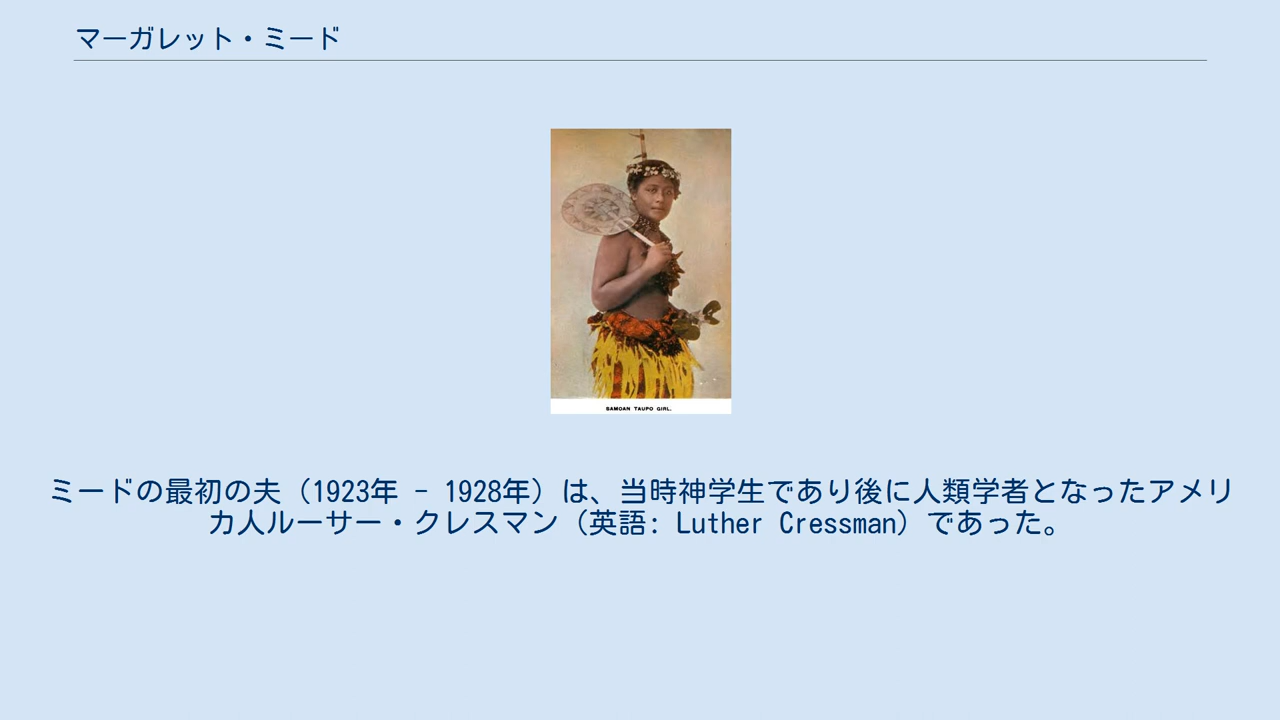 マーガレット・ミード
SAMOAN TAUPO GIRL.
ミードの最初の夫（1923年 - 1928年）は、当時神学生であり後に人類学者となったアメリ
カ人ルーサー・クレスマン（英語: Luther Cressman）であった。